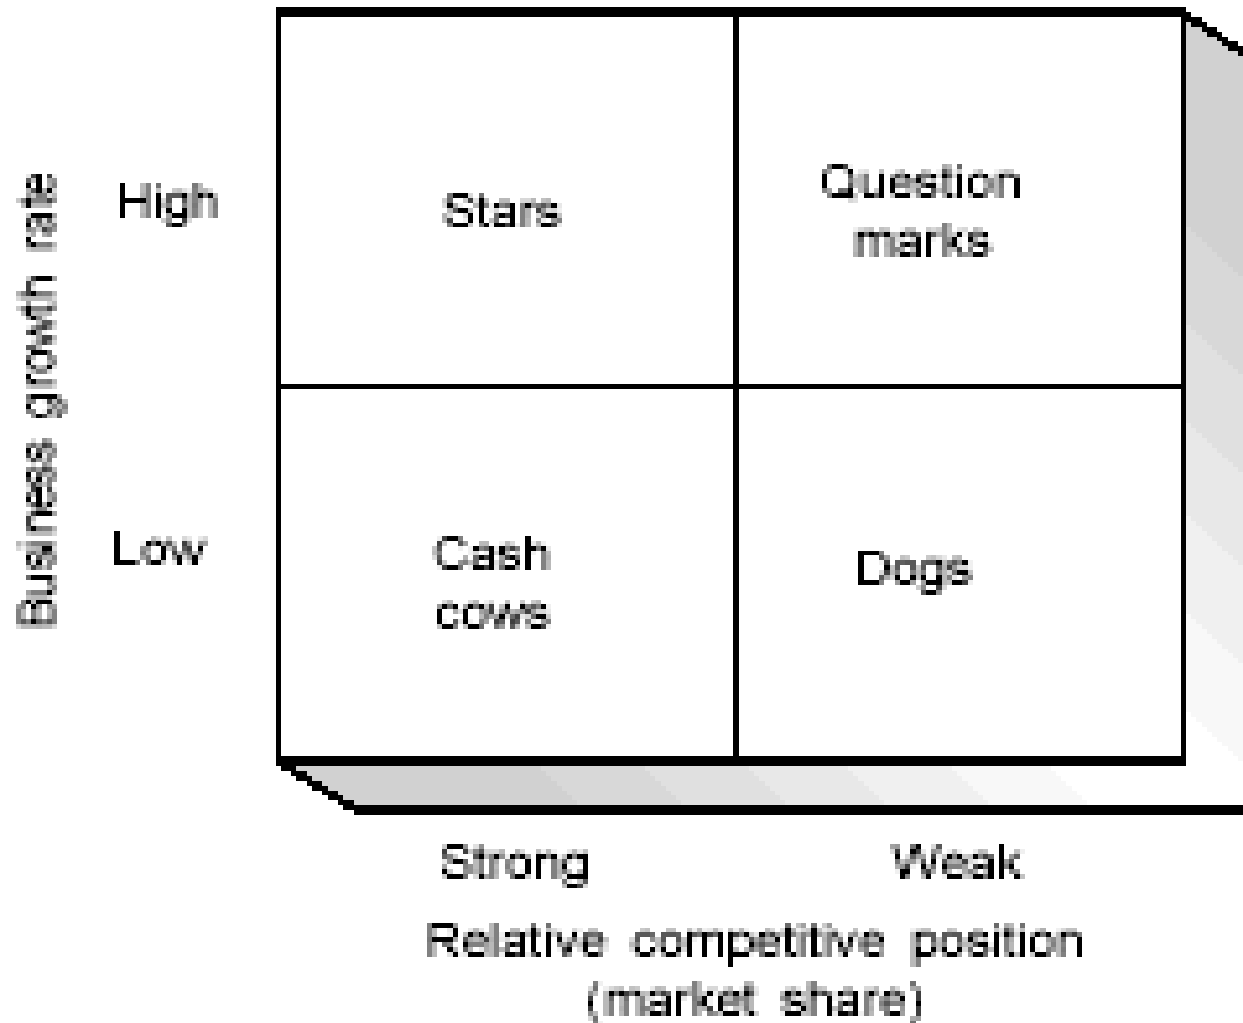 Business growth rate
High
Stars
Question
marks
Low
Cash
cows
Dogs
Strong
Weak
Relative competitive position
(market share)